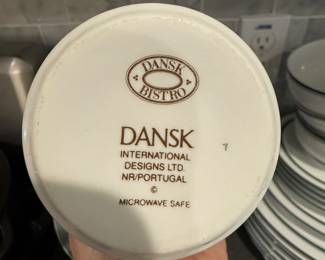 DANSK
BISTRO
DANSK
INTERNATIONAL
DESIGNS LTD.
NR/PORTUGAL
©
MICROWAVE SAFE